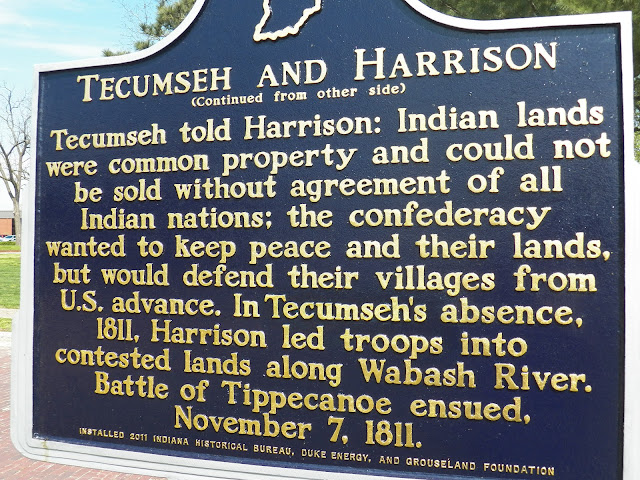 TECUMSEH AND HARRISON
(Continued from other side)
Tecumseh told Harrison: Indian lands
were common property and could not
be sold without agreement of all
Indian nations; the confederacy
wanted to keep peace and their lands,
but would defend their villages from
U.S. advance. In Tecumseh's absence,
1811, Harrison led troops into
contested lands along Wabash River.
Battle of Tippecanoe ensued,
November 7, 1811.
INSTALLED 2011 INDIANA HISTORICAL BUREAU, DUKE ENERGY, AND GROUSELAND FOUNDATION